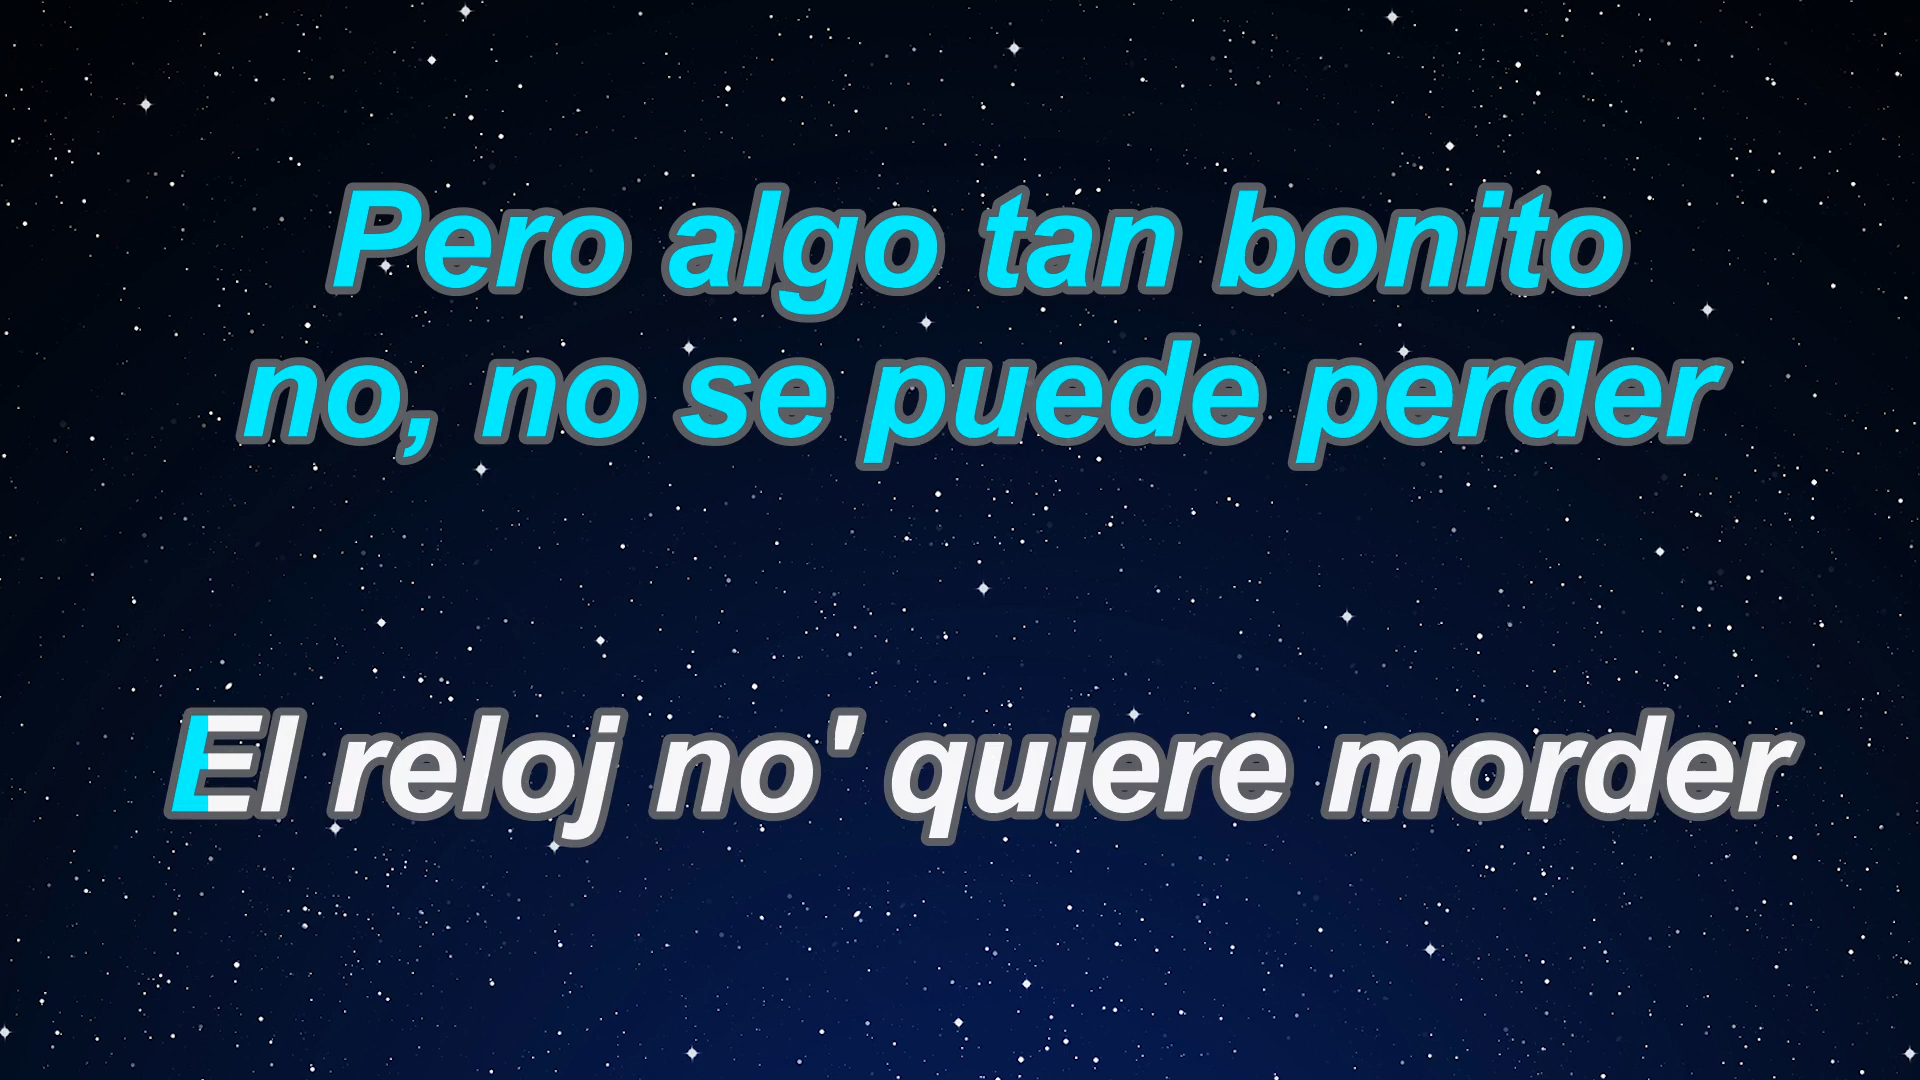 Pero algo tan bonito
no, no se puede perder
El reloj no' quiere morder